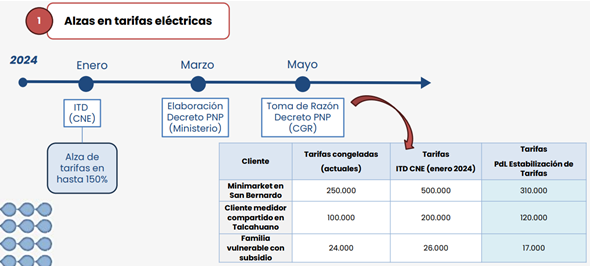 1
Alzas en tarifas eléctricas
2024
Enero
Marzo
Mayo
ITD
(CNE)
Elaboración
Decreto PNP
(Ministerio)
Toma de Razón
Decreto PNP
(CGR)
Alza de
tarifas en
hasta 150%
Cliente
Tarifas congeladas
(actuales)
Tarifas
ITD CNE (enero 2024)
Tarifas
PdL Estabilización de
Tarifas
Minimarket en
San Bernardo
250.000
500.000
310.000
Cliente medidor
compartido en
Talcahuano
100.000
200.000
120.000
Familia
vulnerable con
subsidio
24.000
26.000
17.000